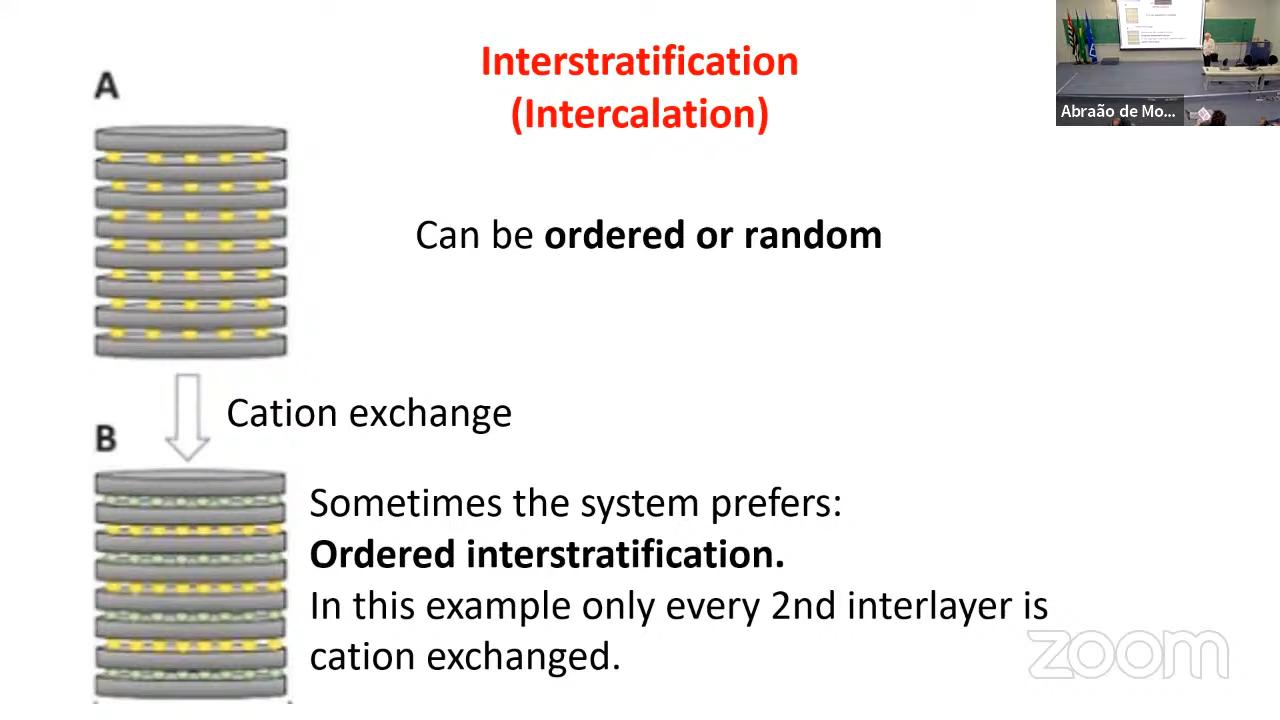 Interstratification
(Intercalation)
Abraão de Mo...
A
Can be ordered or random
Cation exchange
B
Sometimes the system prefers:
Ordered interstratification.
In this example only every 2nd interlayer is
cation exchanged.
zoom